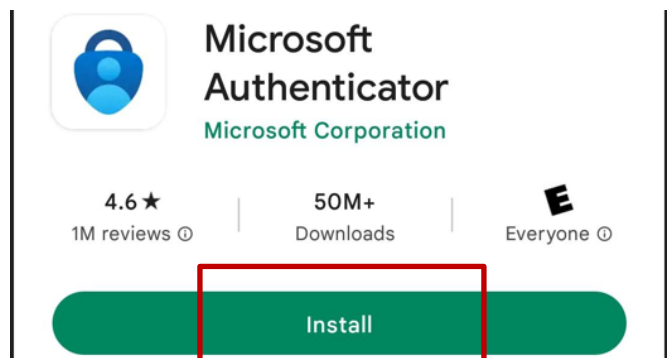 Microsoft
Authenticator
Microsoft Corporation
4.6★
50M+
E
1M reviews ⓘ
Downloads
Everyone ⓘ
Install